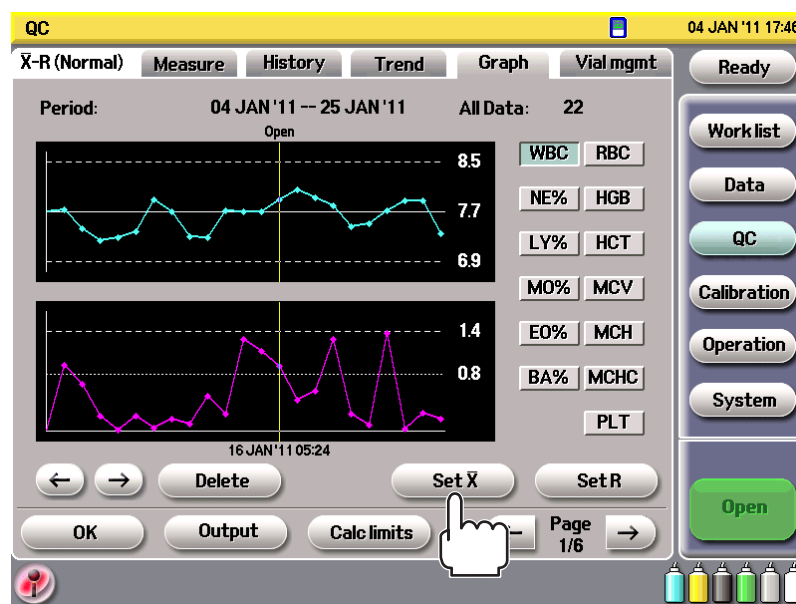 QC
04 JAN '11 17:46
X̅-R (Normal)
Measure
History
Trend
Graph
Vial mgmt
Ready
Period: 04 JAN '11 -- 25 JAN '11 All Data: 22
Open
8.5
7.7
6.9
1.4
0.8
16 JAN '11 05:24
WBC RBC
NE% HGB
LY% HCT
MO% MCV
EO% MCH
BA% MCHC
PLT
Work list
Data
QC
Calibration
Operation
System
Open
← → Delete Set X̅ Set R
OK Output Calc limits ← Page →
1/6